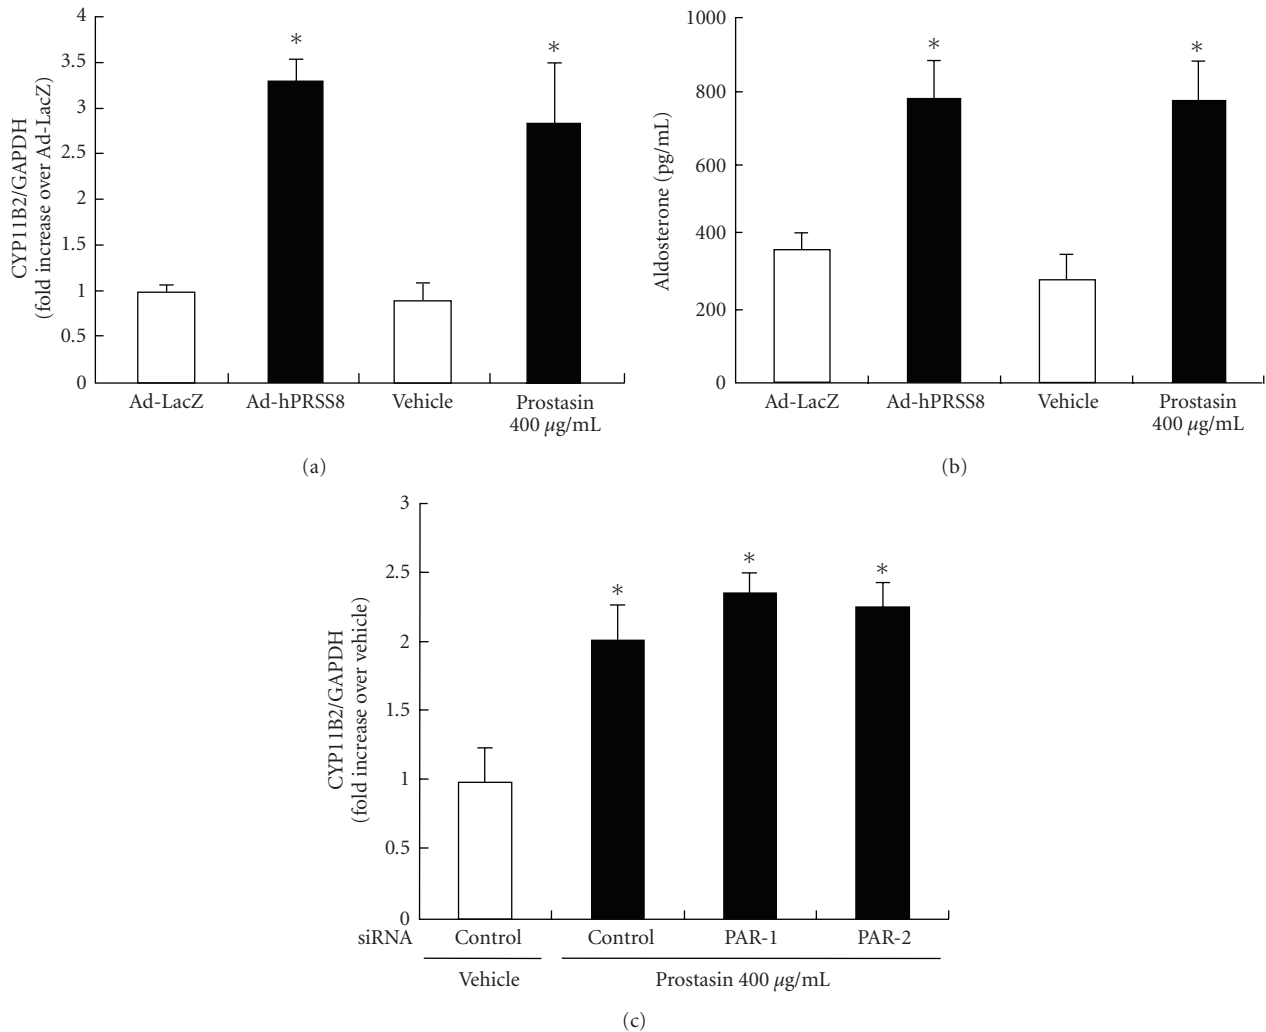 CYP11B2/GAPDH
(fold increase over Ad-LacZ)
4
3.5
3
2.5
2
1.5
1
0.5
0
*
*
Ad-LacZ Ad-hPRSS8 Vehicle Prostasin
400 µg/mL
(a)
Aldosterone (pg/mL)
1000
800
600
400
200
0
*
*
Ad-LacZ Ad-hPRSS8 Vehicle Prostasin
400 µg/mL
(b)
CYP11B2/GAPDH
(fold increase over vehicle)
3
2.5
2
1.5
1
0.5
0
*
*
*
siRNA Control Control PAR-1 PAR-2
Vehicle Prostasin 400 µg/mL
(c)